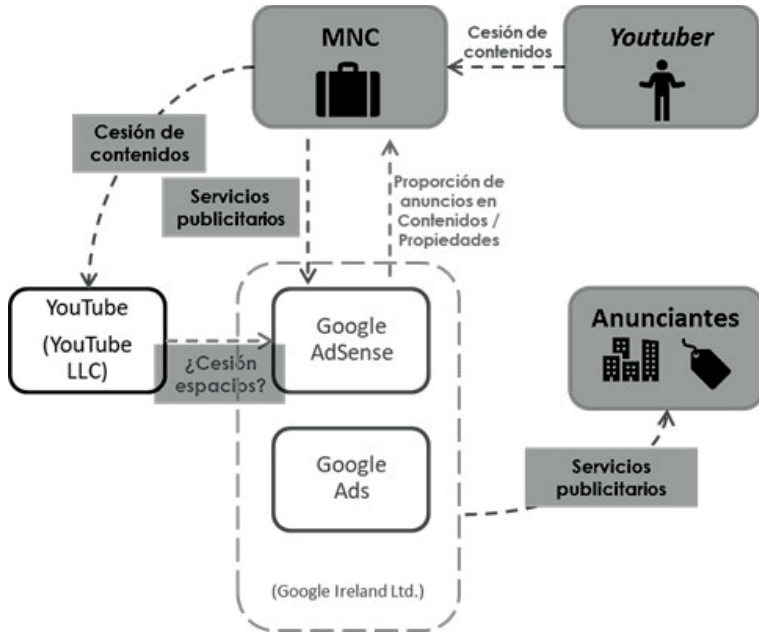 MNC
Cesión de
contenidos
Youtuber
Cesión de
contenidos
Servicios
publicitarios
Proporción de
anuncios en
Contenidos /
Propiedades
YouTube
(YouTube
LLC)
¿Cesión
espacios?
Google
AdSense
Anunciantes
Google
Ads
Servicios
publicitarios
(Google Ireland Ltd.)